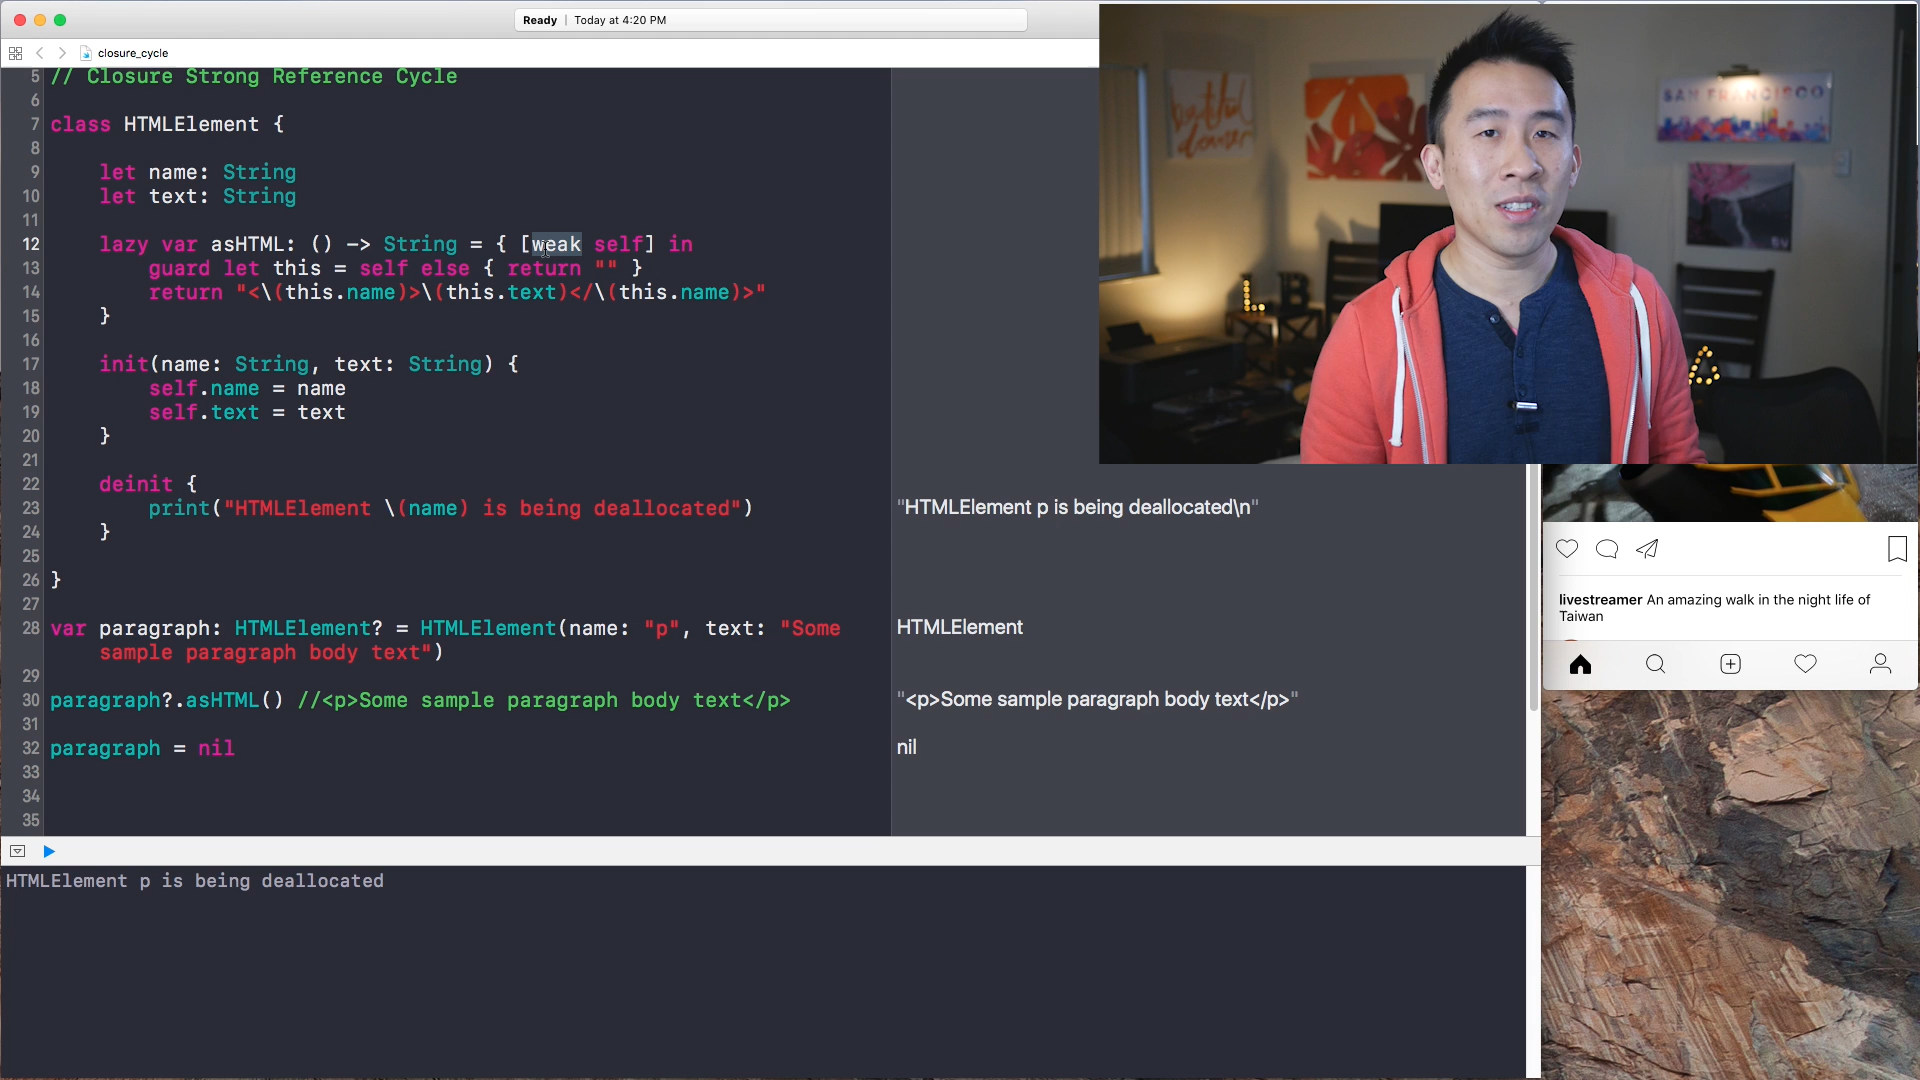 Ready | Today at 4:20 PM
closure_cycle
5 // Closure Strong Reference Cycle
6
7 class HTMLElement {
8
9 let name: String
10 let text: String
11
12 lazy var asHTML: () -> String = { [weak self] in
13 guard let this = self else { return "" }
14 return "<\(this.name)>\(this.text)</\(this.name)>"
15 }
16
17 init(name: String, text: String) {
18 self.name = name
19 self.text = text
20 }
21
22 deinit {
23 print("HTMLElement \(name) is being deallocated")
24 }
25
26 }
27
28 var paragraph: HTMLElement? = HTMLElement(name: "p", text: "Some
sample paragraph body text")
29
30 paragraph?.asHTML() //<p>Some sample paragraph body text</p>
31
32 paragraph = nil
33
34
35
"HTMLElement p is being deallocated\n"
HTMLElement
"<p>Some sample paragraph body text</p>"
nil
HTMLElement p is being deallocated
beautiful
SAN FRANCISCO
L B
livestreamer An amazing walk in the night life of
Taiwan